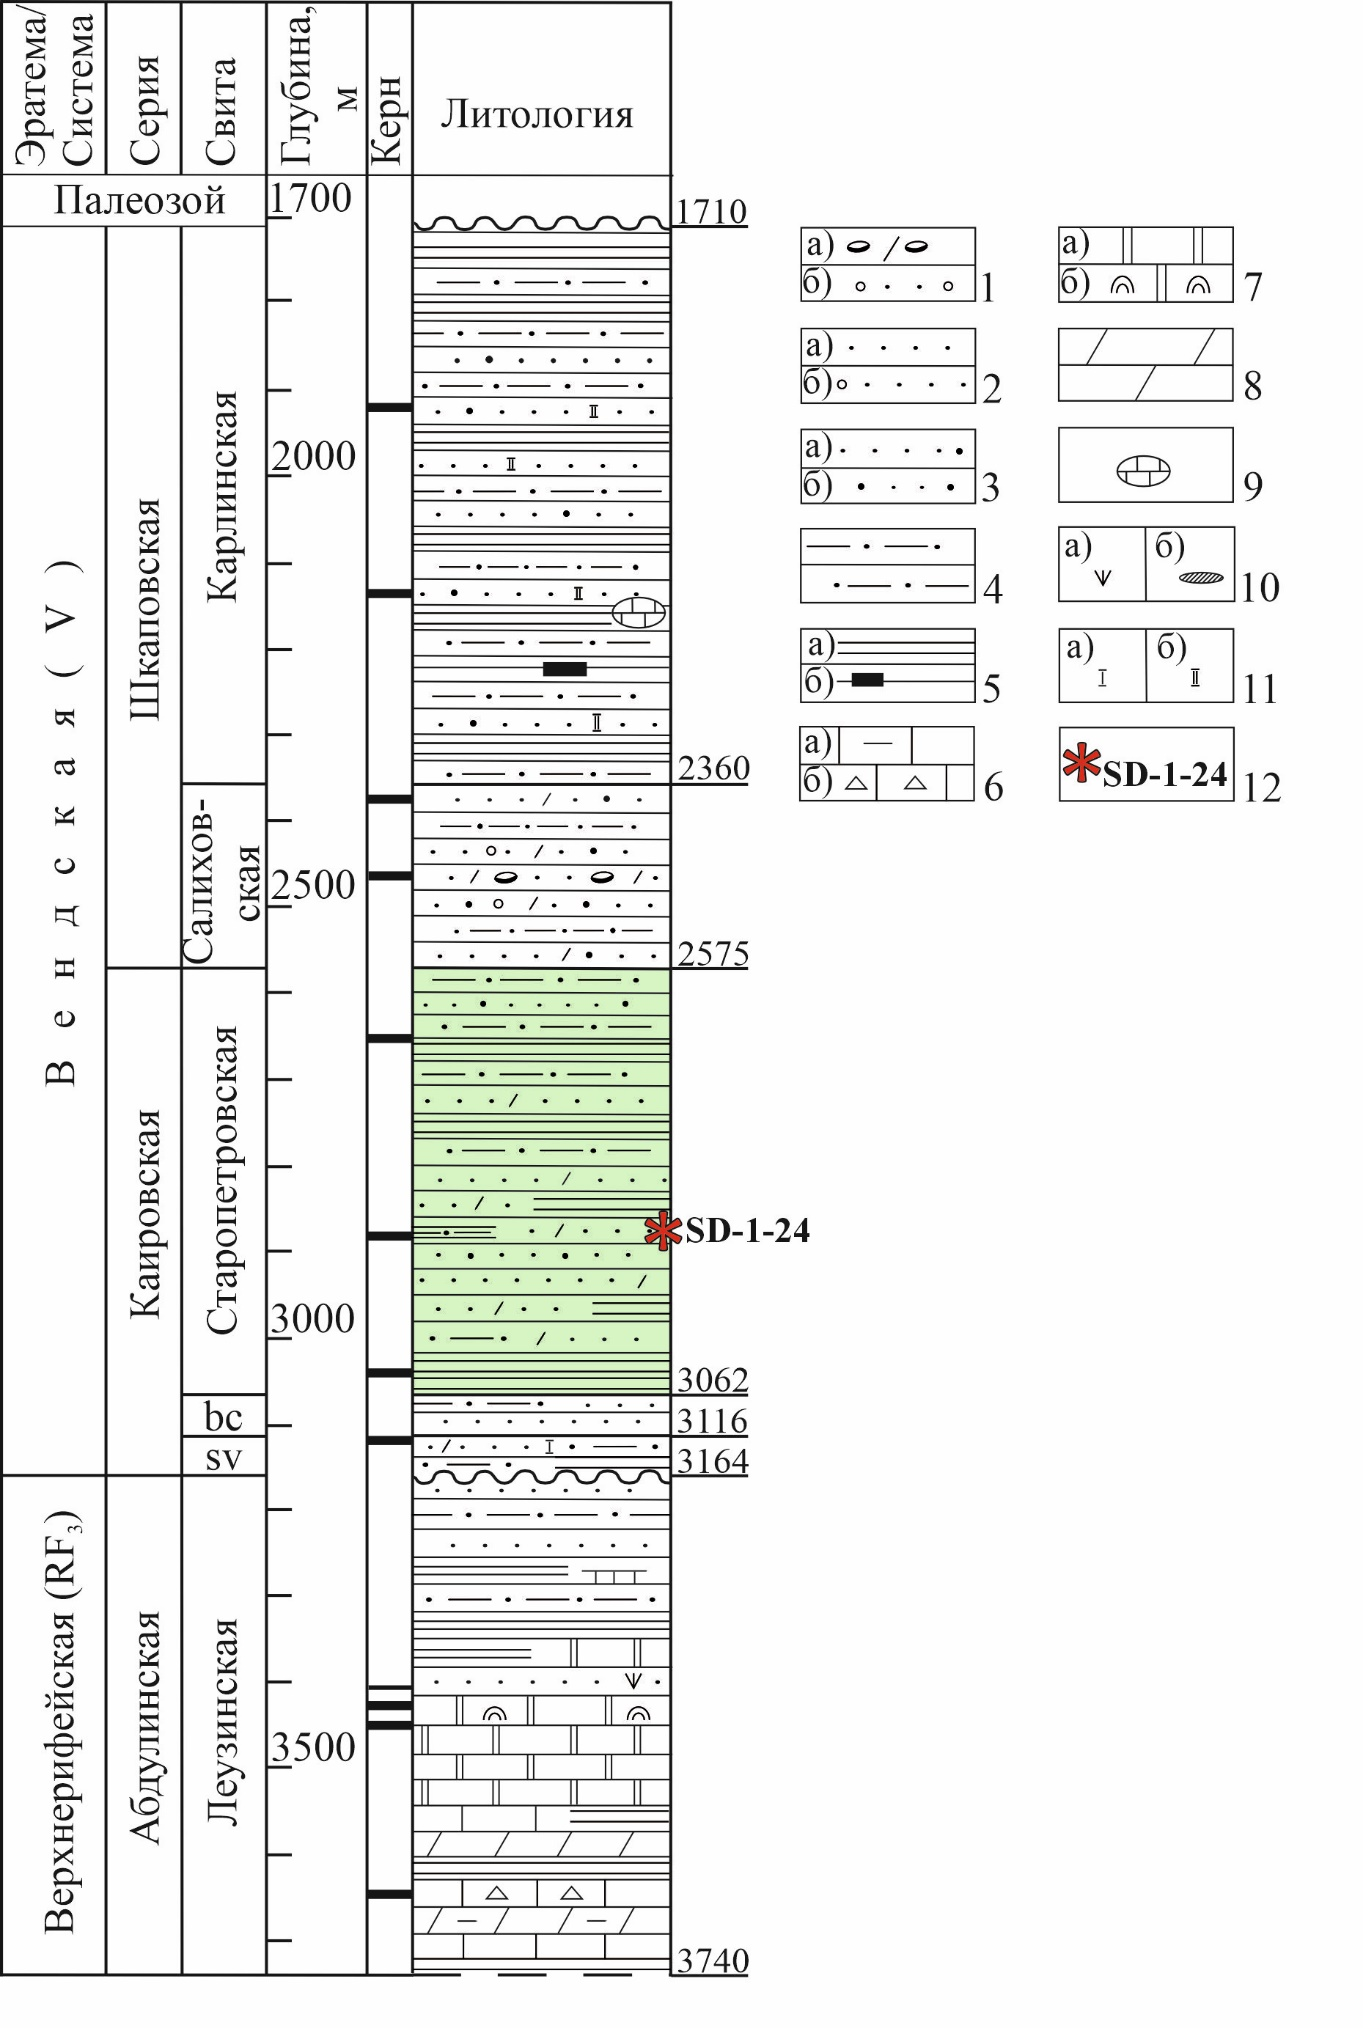 Эратема/
Система
Серия
Свита
Глубина,
м
Керн
Литология
Палеозой
1700
1710
Вендская (V)
Шкаповская
Карлинская
2000
2360
Салихов-
ская
2500
2575
Каировская
Старопетровская
SD-1-24
3000
3062
bc
3116
sv
3164
Верхнерифейская (RF3)
Абдулинская
Леузинская
3500
3740
а)
б)
1
а)
б)
2
а)
б)
3
4
а)
б)
5
а)
б)
6
а)
б)
7
8
9
а)
б)
10
а) I
б) II
11
SD-1-24
12